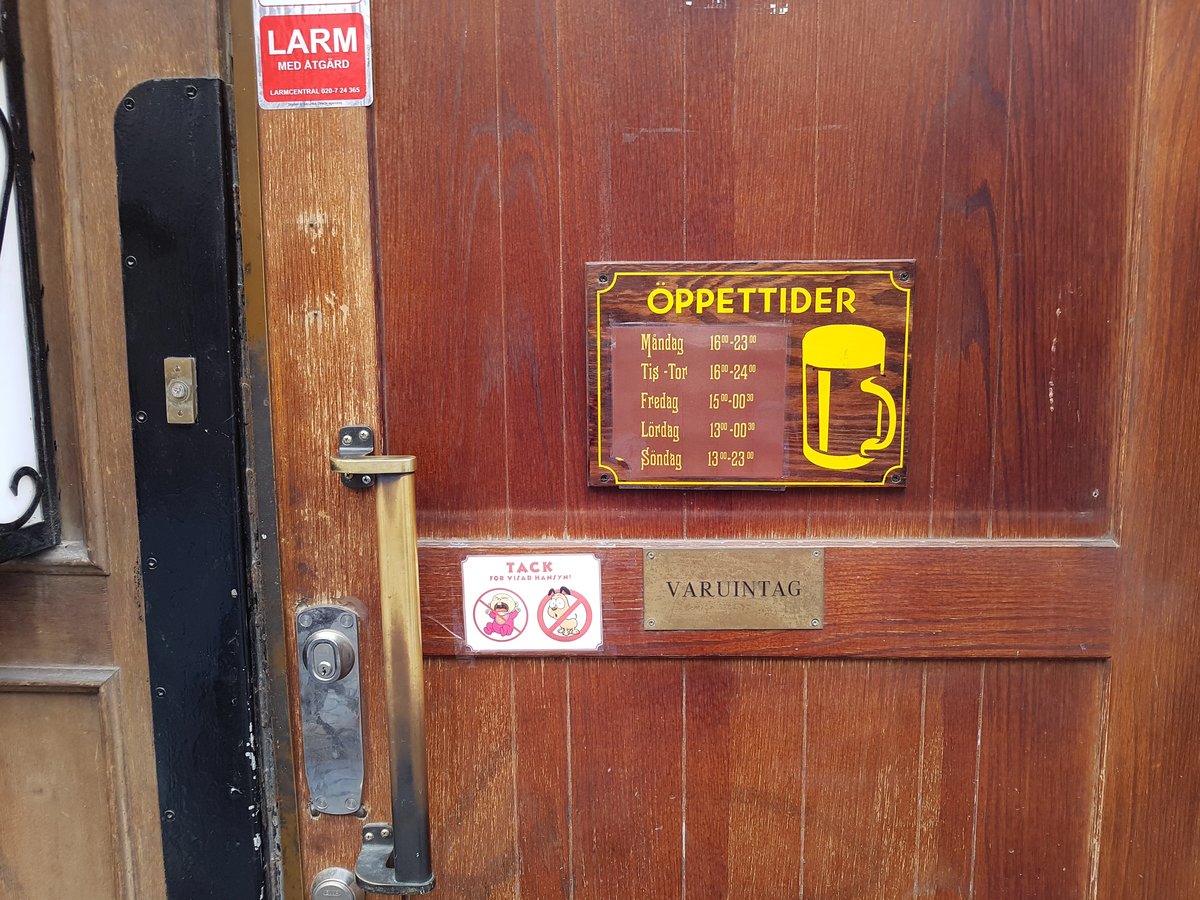 LARM
MED ÅTGÄRD
LARMCENTRAL 020-7 24 365
ÖPPETTIDER
Måndag 16⁰⁰-23⁰⁰
Tis -Tor 16⁰⁰-24⁰⁰
Fredag 15⁰⁰-00³⁰
Lördag 13⁰⁰-00³⁰
Söndag 13⁰⁰-23⁰⁰
TACK
FÖR VISAD HÄNSYN!
VARUINTAG